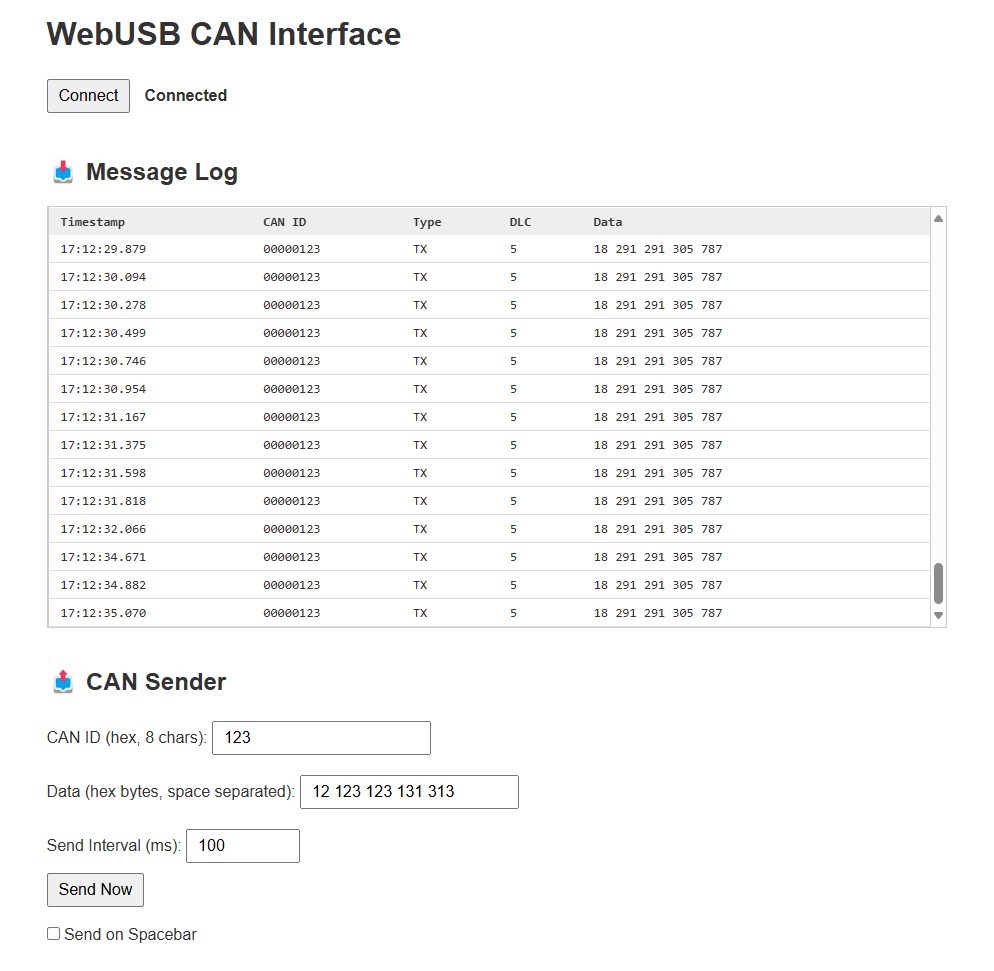 WebUSB CAN Interface
Connect Connected
Message Log
Timestamp CAN ID Type DLC Data
17:12:29.879 00000123 TX 5 18 291 291 305 787
17:12:30.094 00000123 TX 5 18 291 291 305 787
17:12:30.278 00000123 TX 5 18 291 291 305 787
17:12:30.499 00000123 TX 5 18 291 291 305 787
17:12:30.746 00000123 TX 5 18 291 291 305 787
17:12:30.954 00000123 TX 5 18 291 291 305 787
17:12:31.167 00000123 TX 5 18 291 291 305 787
17:12:31.375 00000123 TX 5 18 291 291 305 787
17:12:31.598 00000123 TX 5 18 291 291 305 787
17:12:31.818 00000123 TX 5 18 291 291 305 787
17:12:32.066 00000123 TX 5 18 291 291 305 787
17:12:34.671 00000123 TX 5 18 291 291 305 787
17:12:34.882 00000123 TX 5 18 291 291 305 787
17:12:35.070 00000123 TX 5 18 291 291 305 787
CAN Sender
CAN ID (hex, 8 chars): 123
Data (hex bytes, space separated): 12 123 123 131 313
Send Interval (ms): 100
Send Now
Send on Spacebar